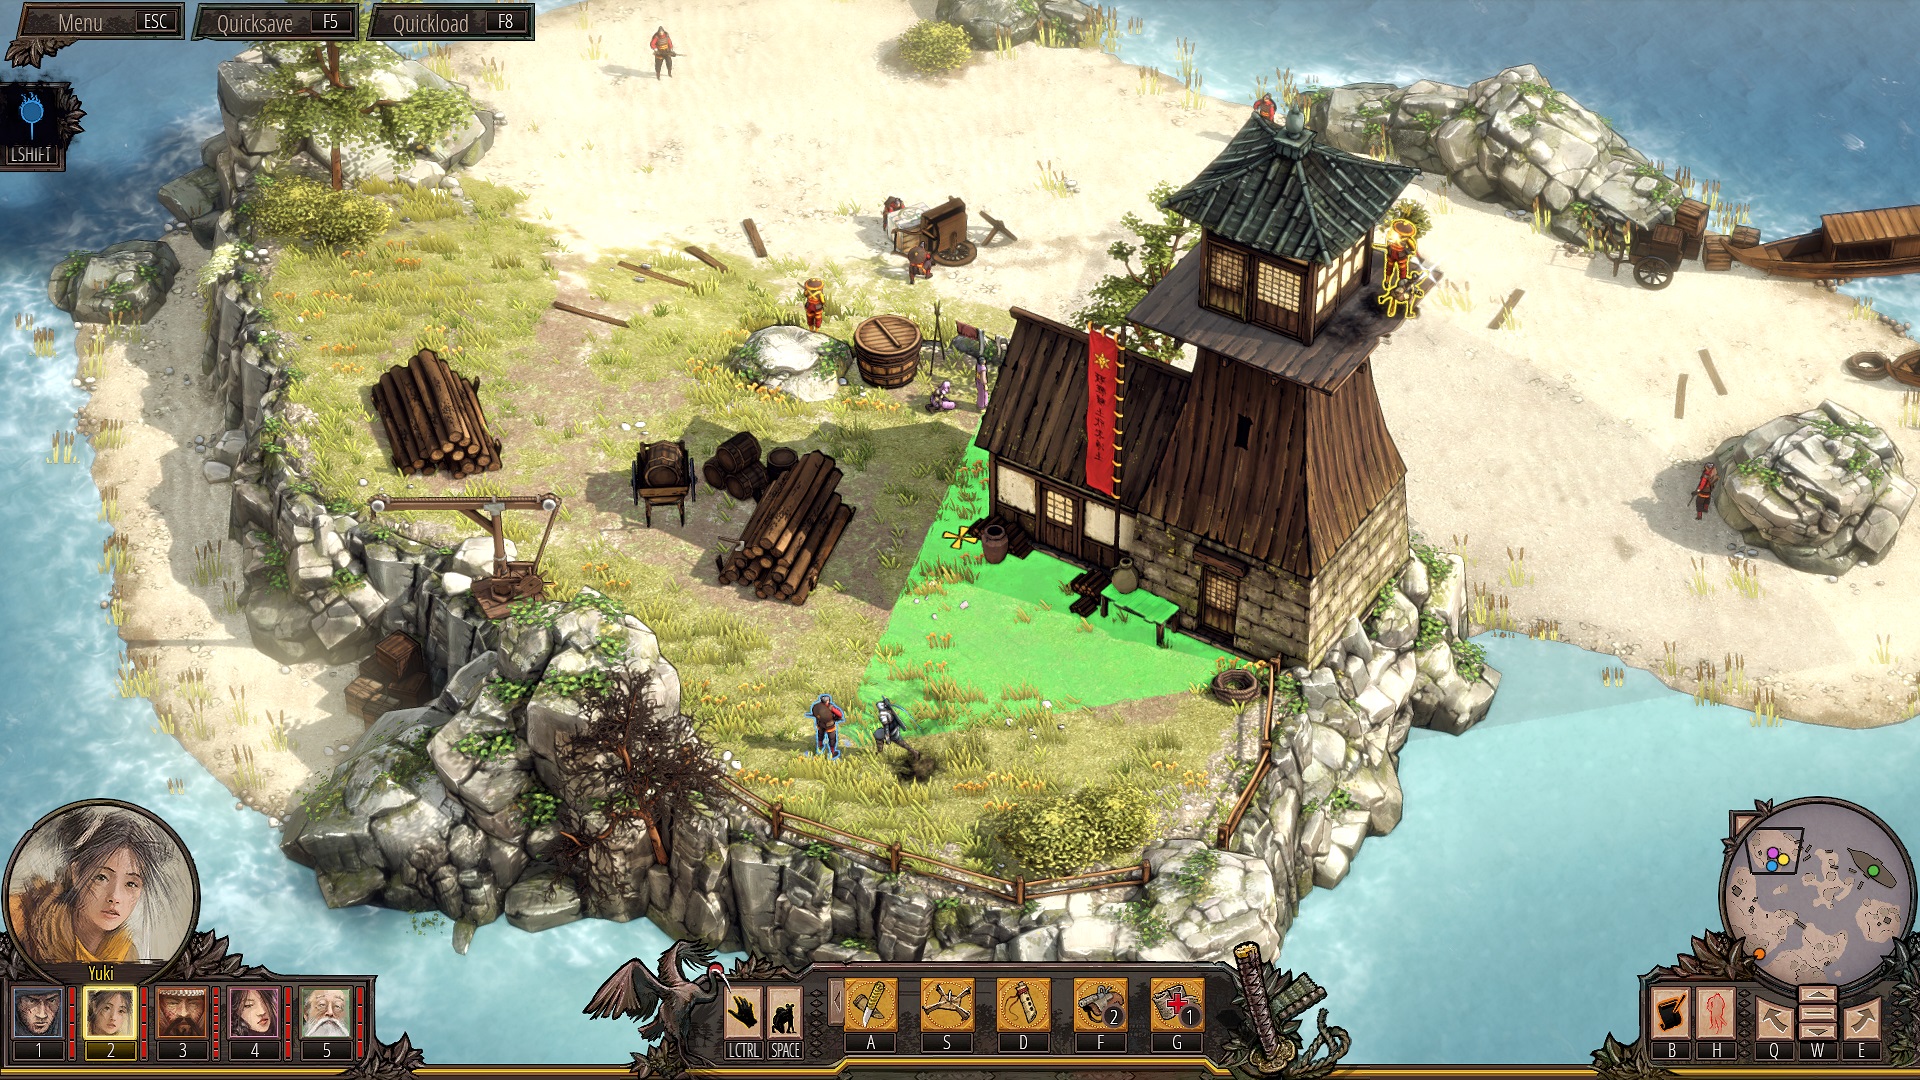 Menu ESC Quicksave F5 Quickload F8
LSHIFT
Yuki
1 2 3 4 5
LCTRL SPACE
2 1
A S D F G
B H Q W E